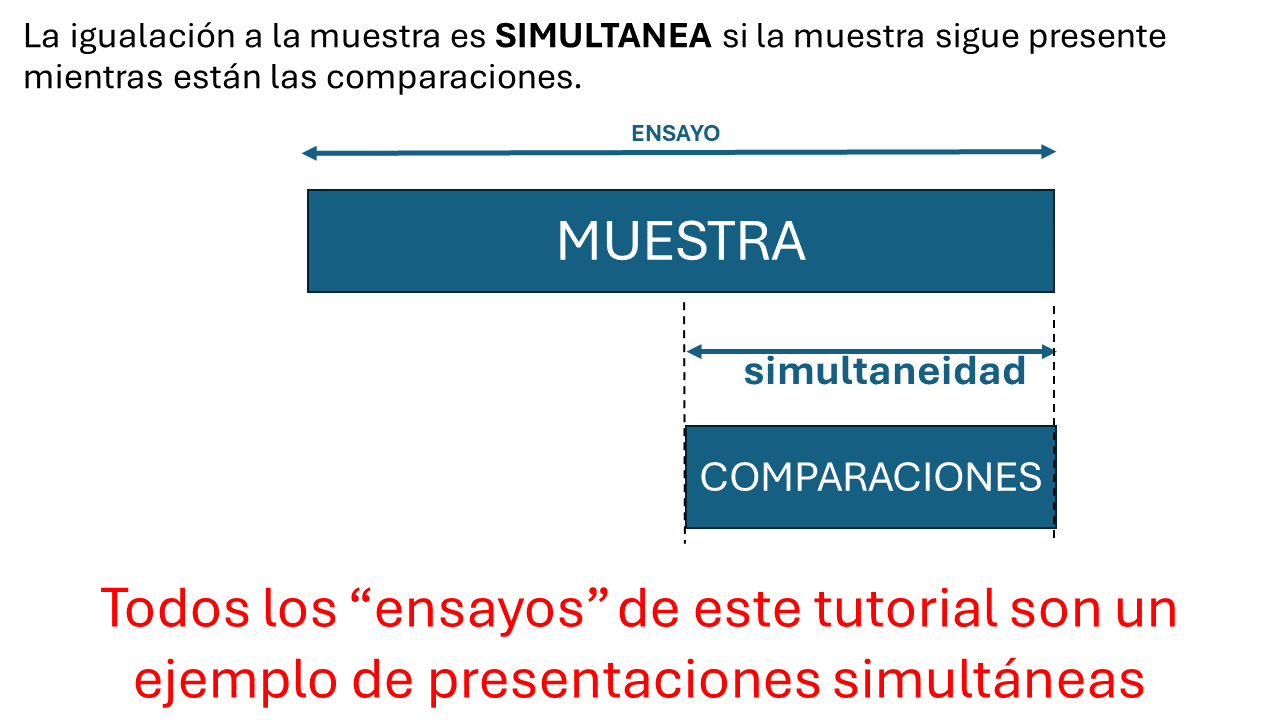 La igualación a la muestra es SIMULTANEA si la muestra sigue presente
mientras están las comparaciones.
ENSAYO
MUESTRA
simultaneidad
COMPARACIONES
Todos los “ensayos” de este tutorial son un
ejemplo de presentaciones simultáneas